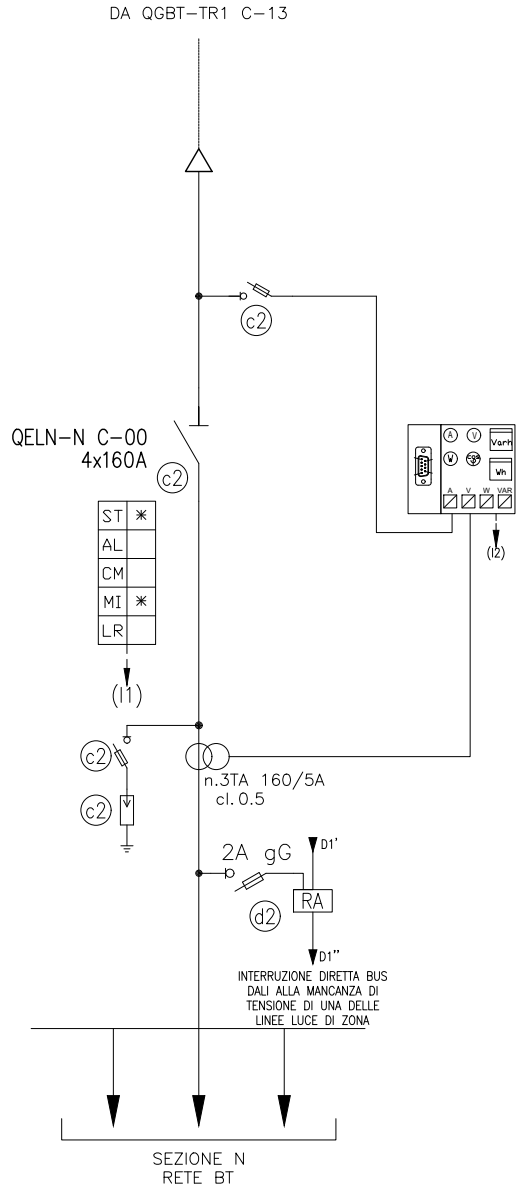 DA QGBT-TR1 C-13
c2
QELN-N C-00
4x160A
c2
A V Varh
W cosφ Wh
A V W VAR
(I2)
ST *
AL
CM
MI *
LR
(I1)
c2
n.3TA 160/5A
cl.0.5
c2
2A gG
D1'
RA
d2
D1''
INTERRUZIONE DIRETTA BUS
DALI ALLA MANCANZA DI
TENSIONE DI UNA DELLE
LINEE LUCE DI ZONA
SEZIONE N
RETE BT